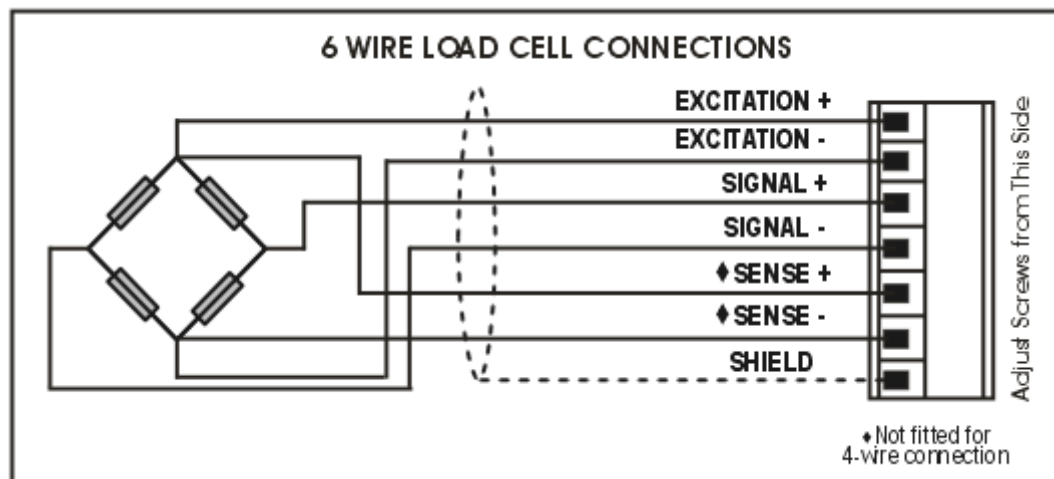 6 WIRE LOAD CELL CONNECTIONS
EXCITATION +
EXCITATION -
SIGNAL +
SIGNAL -
♦SENSE +
♦SENSE -
SHIELD
Adjust Screws from This Side
♦Not fitted for
4-wire connection